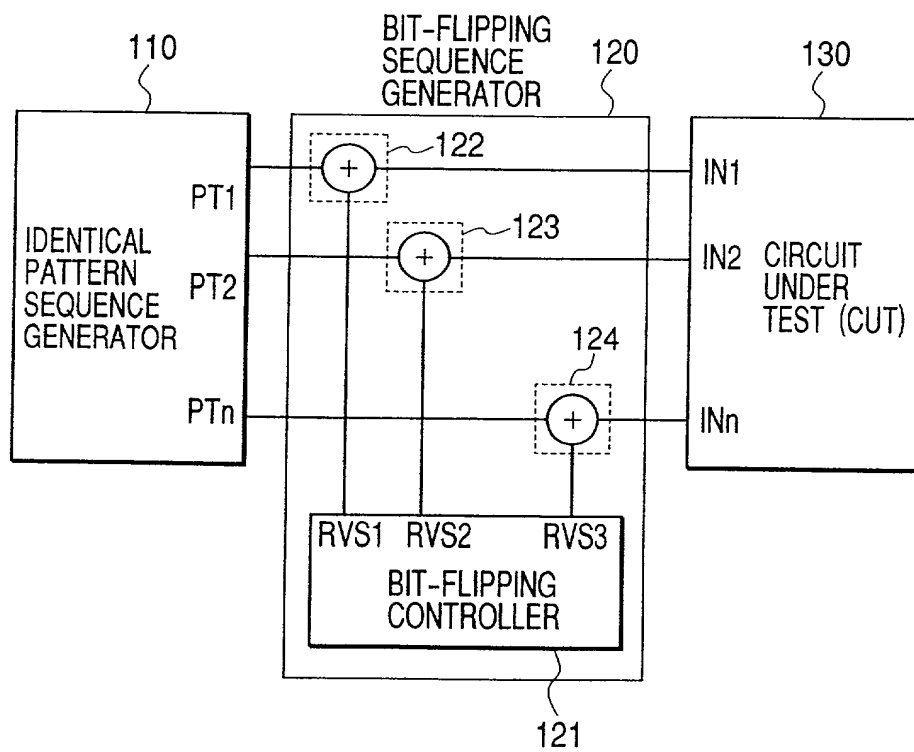 BIT-FLIPPING
SEQUENCE
GENERATOR
110
120
130
122
PT1
IN1
123
IDENTICAL
PATTERN
SEQUENCE
GENERATOR
PT2
IN2
CIRCUIT
UNDER
TEST (CUT)
124
PTn
INn
RVS1 RVS2 RVS3
BIT-FLIPPING
CONTROLLER
121